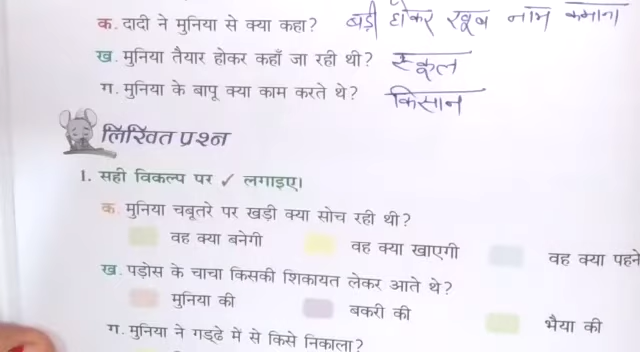 क. दादी ने मुनिया से क्या कहा? बड़ी होकर खूब नाम कमाना
ख. मुनिया तैयार होकर कहाँ जा रही थी? स्कूल
ग. मुनिया के बापू क्या काम करते थे? किसान
लिखित प्रश्न
1. सही विकल्प पर ✓ लगाइए।
क. मुनिया चबूतरे पर खड़ी क्या सोच रही थी?
वह क्या बनेगी वह क्या खाएगी वह क्या पहने
ख. पड़ोस के चाचा किसकी शिकायत लेकर आते थे?
मुनिया की बकरी की भैया की
ग. मुनिया ने गड्ढे में से किसे निकाला?